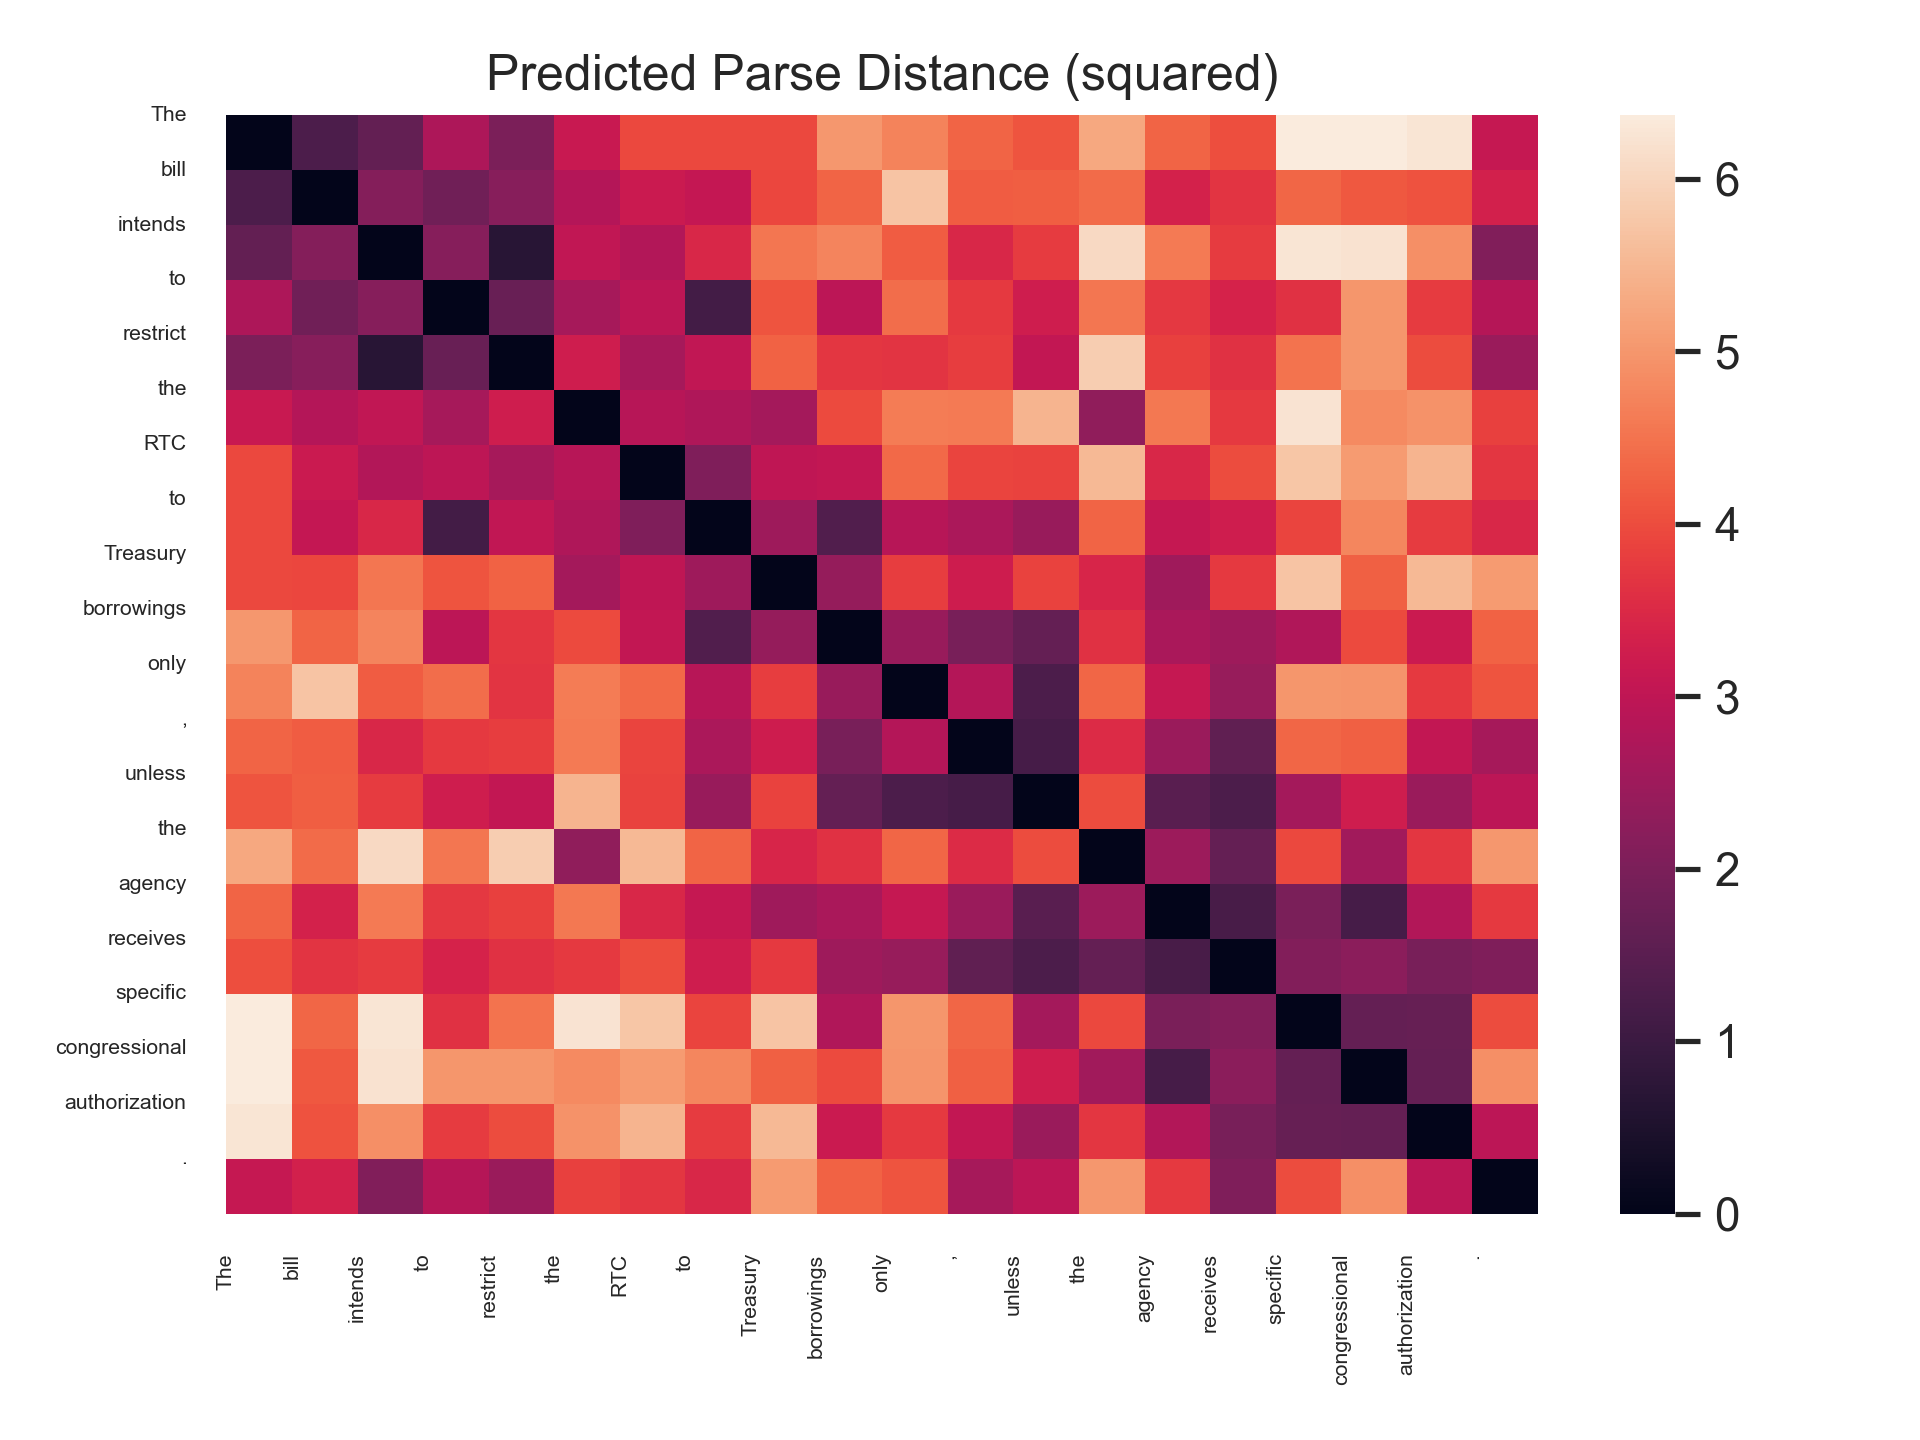 Predicted Parse Distance (squared)
The
bill
intends
to
restrict
the
RTC
to
Treasury
borrowings
only
,
unless
the
agency
receives
specific
congressional
authorization
.
6
5
4
3
2
1
0
The
bill
intends
to
restrict
the
RTC
to
Treasury
borrowings
only
,
unless
the
agency
receives
specific
congressional
authorization
.